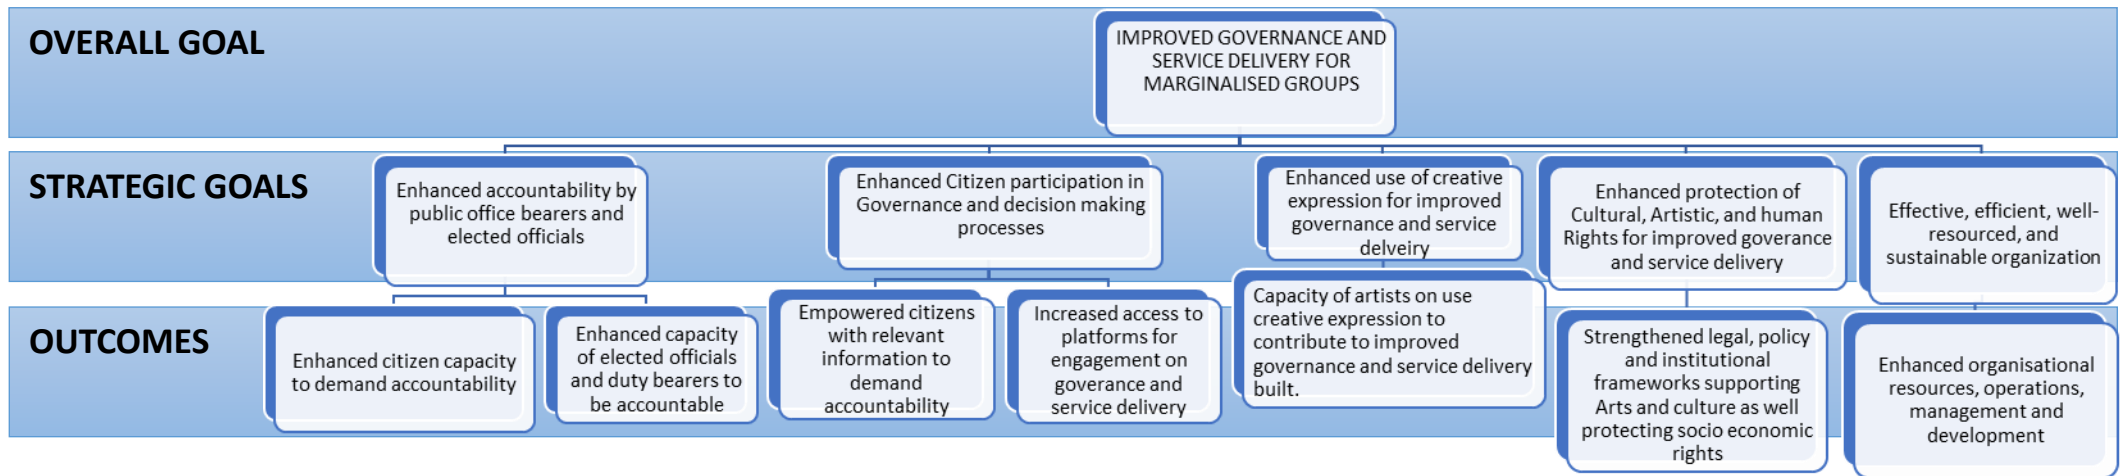 OVERALL GOAL
IMPROVED GOVERNANCE AND
SERVICE DELIVERY FOR
MARGINALISED GROUPS
STRATEGIC GOALS
Enhanced accountability by
public office bearers and
elected officials
Enhanced Citizen participation in
Governance and decision making
processes
Enhanced use of creative
expression for improved
governance and service
delveiry
Enhanced protection of
Cultural, Artistic, and human
Rights for improved goverance
and service delivery
Effective, efficient, well-
resourced, and
sustainable organization
OUTCOMES
Enhanced citizen capacity
to demand accountability
Enhanced capacity
of elected officials
and duty bearers to
be accountable
Empowered citizens
with relevant
information to
demand
accountability
Increased access to
platforms for
engagement on
goverance and
service delivery
Capacity of artists on use
creative expression to
contribute to improved
governance and service delivery
built.
Strengthened legal, policy
and institutional
frameworks supporting
Arts and culture as well
protecting socio economic
rights
Enhanced organisational
resources, operations,
management and
development